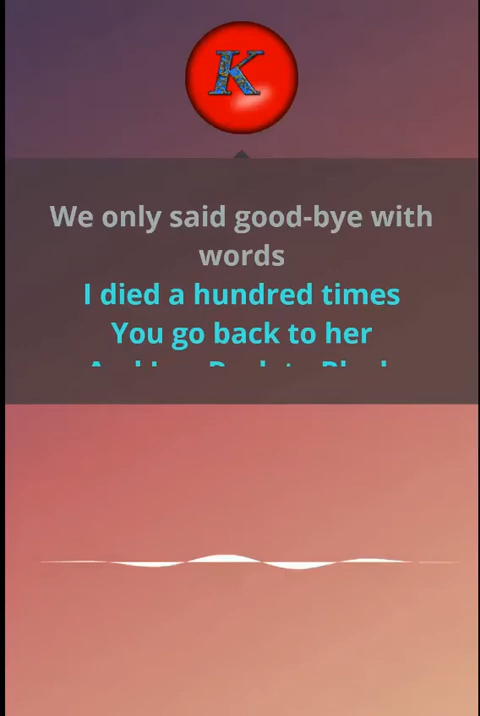 K
We only said good-bye with
words
I died a hundred times
You go back to her